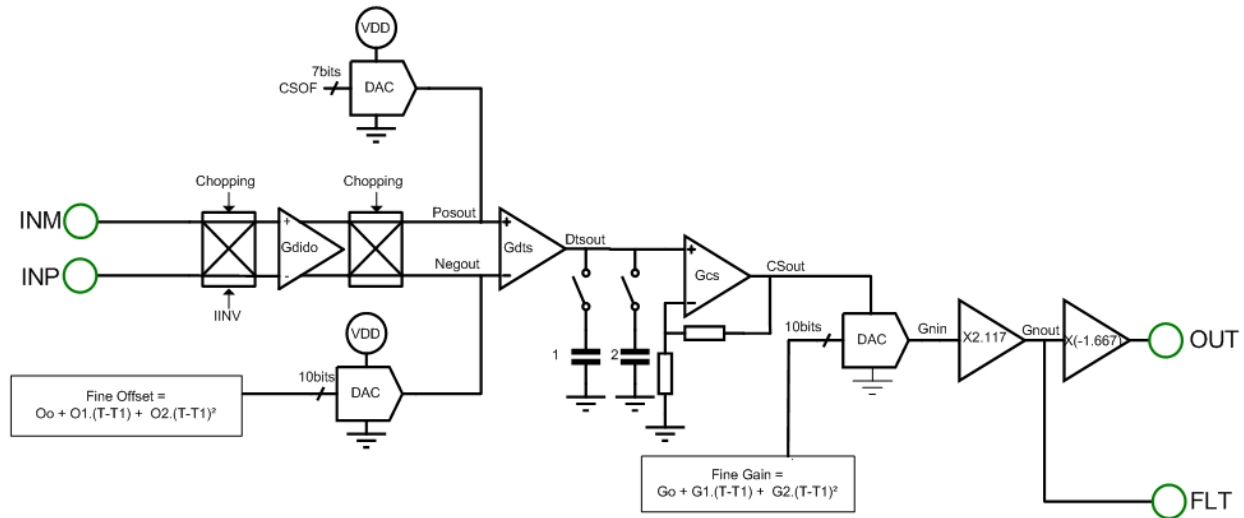 VDD
7bits
CSOF
DAC
Chopping
Chopping
INM
INP
+
Gdido
-
IINV
Posout
Negout
+
Gdts
−
Dtsout
1
2
+
Gcs
−
CSout
VDD
10bits
DAC
Fine Offset =
Oo + O1.(T-T1) + O2.(T-T1)²
10bits
DAC
Gnin
X2.117
Gnout
X(-1.667)
OUT
FLT
Fine Gain =
Go + G1.(T-T1) + G2.(T-T1)²